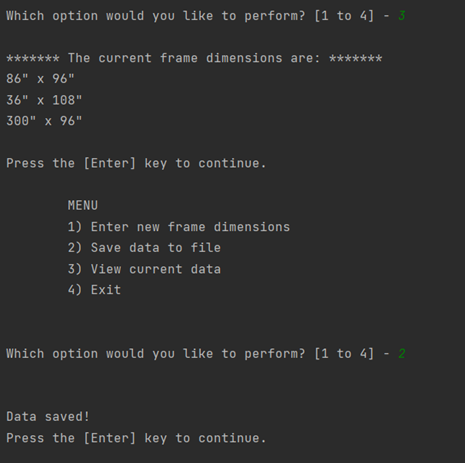 Which option would you like to perform? [1 to 4] - 3
******* The current frame dimensions are: *******
86" x 96"
36" x 108"
300" x 96"
Press the [Enter] key to continue.
MENU
1) Enter new frame dimensions
2) Save data to file
3) View current data
4) Exit
Which option would you like to perform? [1 to 4] - 2
Data saved!
Press the [Enter] key to continue.